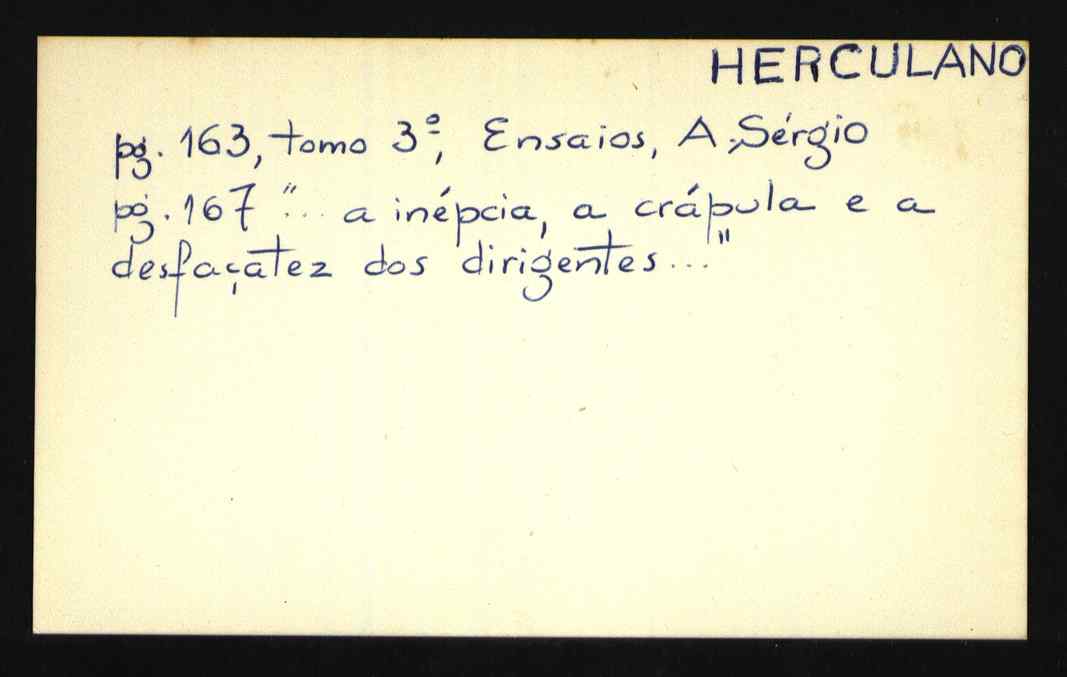 HERCULANO
pg. 163, tomo 3º, Ensaios, A. Sérgio
pg. 167 "... a inépcia, a crápula e a
desfaçatez dos dirigentes..."